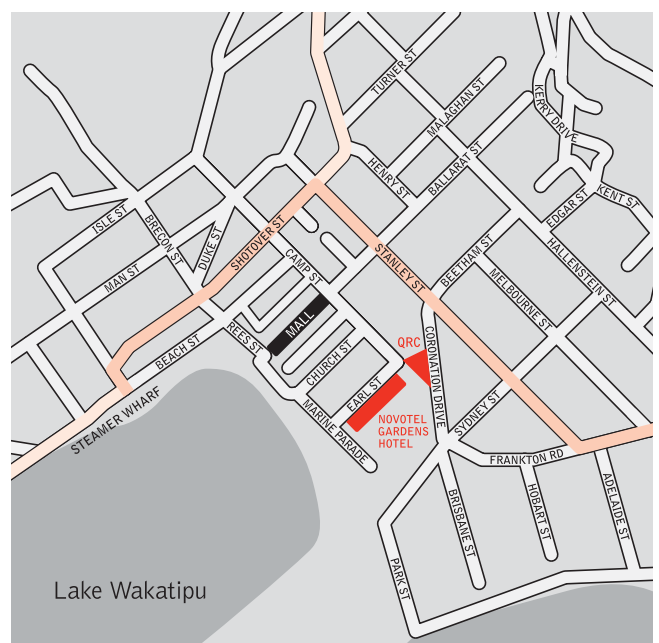 TURNER ST
MALAGHAN ST
KERRY DRIVE
HENRY ST
BALLARAT ST
KENT ST
EDGAR ST
ISLE ST
BRECON ST
DUKE ST
SHOTOVER ST
CAMP ST
STANLEY ST
BEETHAM ST
HALLENSTEIN ST
MAN ST
MELBOURNE ST
MALL
REES ST
BEACH ST
QRC
CORONATION DRIVE
CHURCH ST
EARL ST
STEAMER WHARF
MARINE PARADE
NOVOTEL
GARDENS
HOTEL
SYDNEY ST
FRANKTON RD
BRISBANE ST
HOBART ST
ADELAIDE ST
PARK ST
Lake Wakatipu